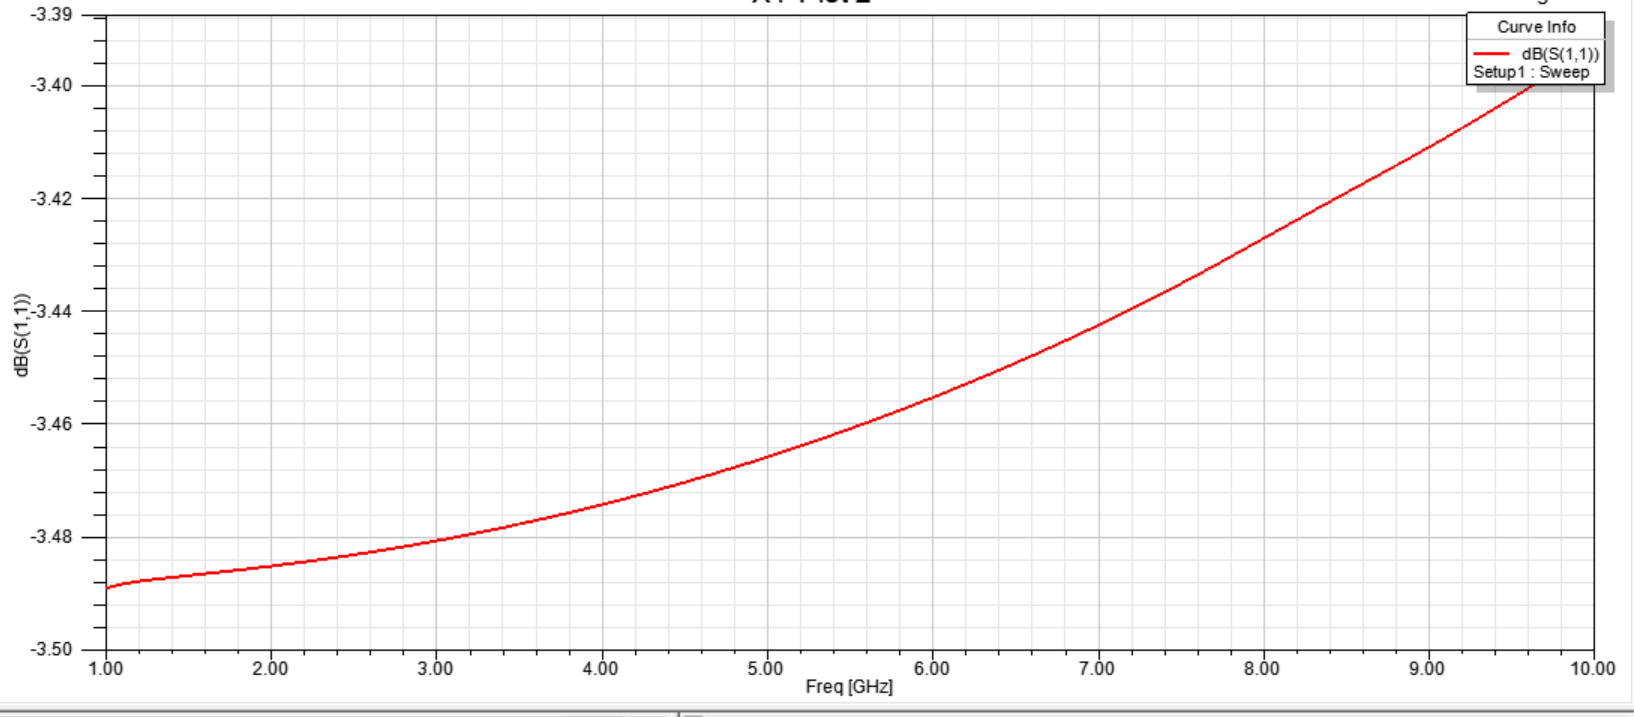 -3.39
Curve Info
dB(S(1,1))
Setup1 : Sweep
-3.40
-3.42
-3.44
dB(S(1,1))
-3.46
-3.48
-3.50
1.00 2.00 3.00 4.00 5.00 6.00 7.00 8.00 9.00 10.00
Freq [GHz]